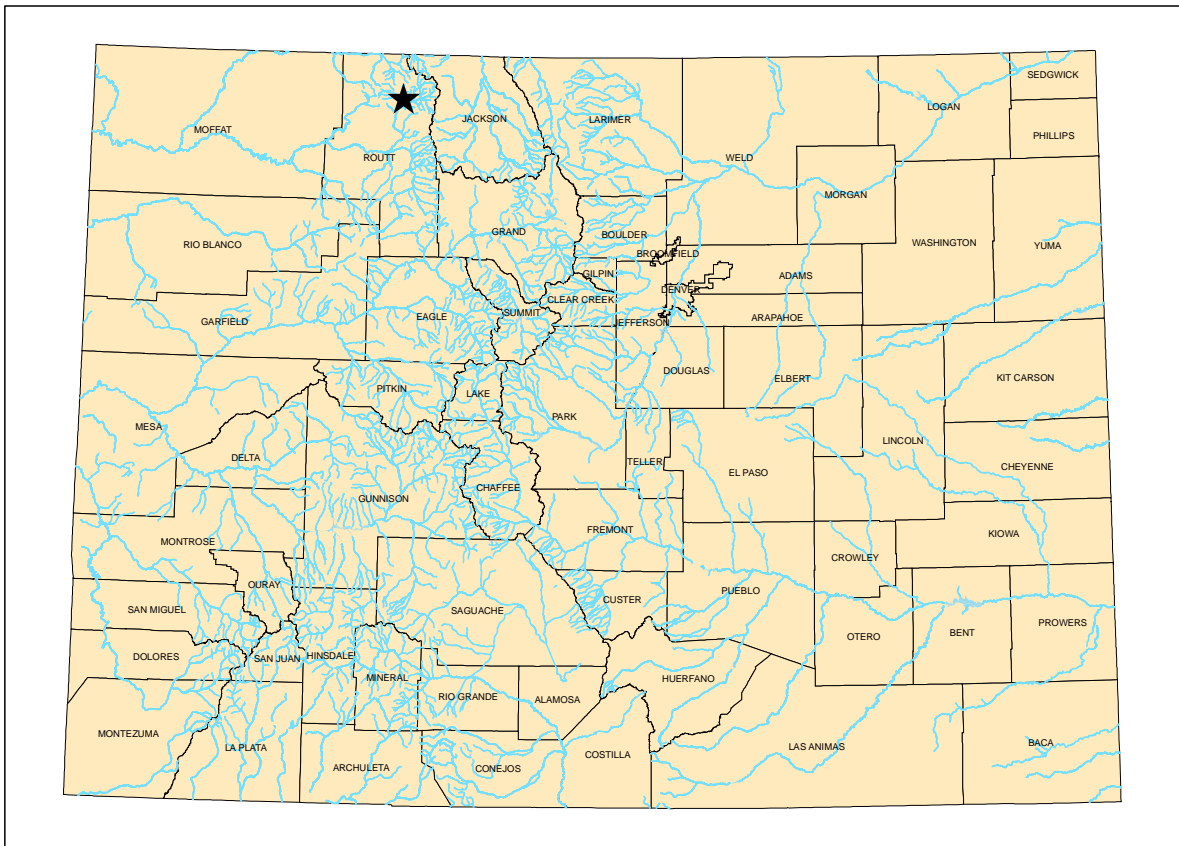 SEDGWICK
LOGAN
JACKSON
LARIMER
MOFFAT
PHILLIPS
ROUTT
WELD
MORGAN
GRAND
BOULDER
RIO BLANCO
WASHINGTON
YUMA
BROOMFIELD
GILPIN
ADAMS
DENVER
CLEAR CREEK
SUMMIT
EAGLE
GARFIELD
JEFFERSON
ARAPAHOE
DOUGLAS
ELBERT
KIT CARSON
PITKIN
LAKE
PARK
MESA
LINCOLN
DELTA
TELLER
EL PASO
CHEYENNE
GUNNISON
CHAFFEE
FREMONT
KIOWA
MONTROSE
CROWLEY
OURAY
PUEBLO
CUSTER
SAN MIGUEL
SAGUACHE
PROWERS
OTERO
BENT
DOLORES
SAN JUAN
HINSDALE
MINERAL
HUERFANO
RIO GRANDE
ALAMOSA
MONTEZUMA
LA PLATA
COSTILLA
LAS ANIMAS
BACA
ARCHULETA
CONEJOS